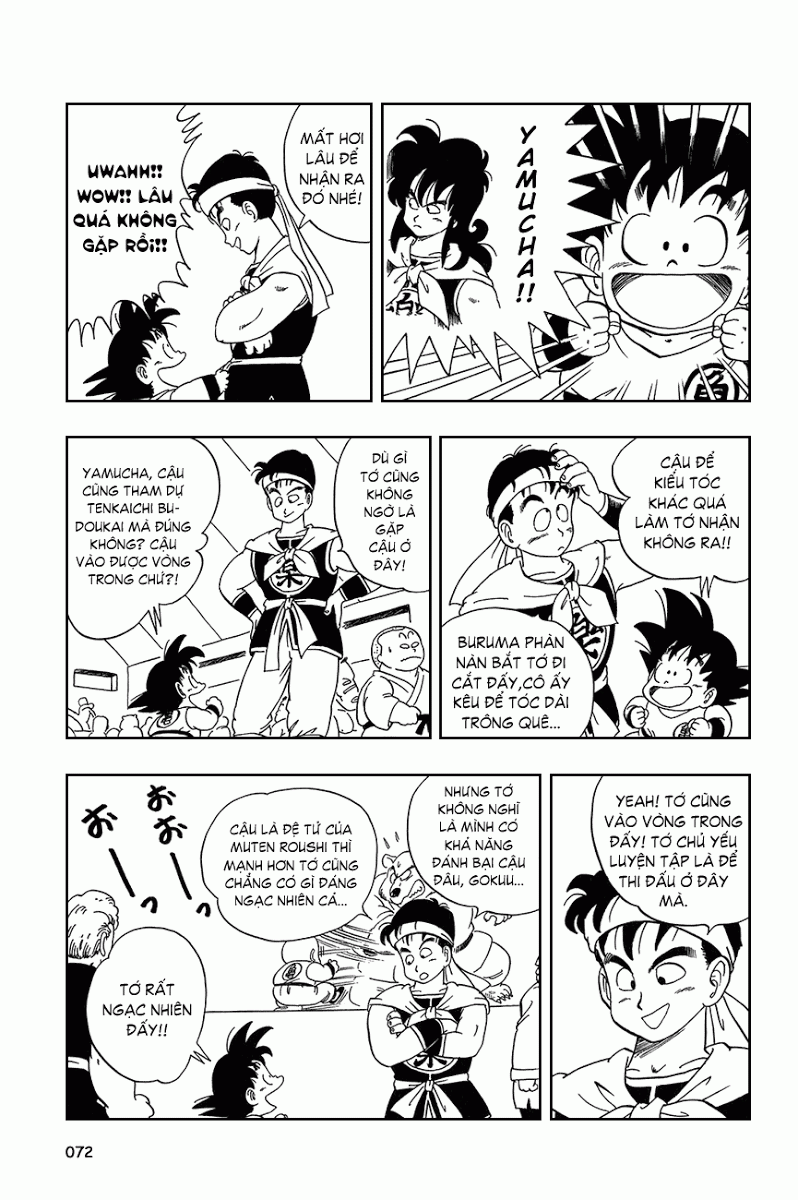 YAMUCHA!!
MẤT HƠI
LÂU ĐỂ
NHẬN RA
ĐÓ NHÉ!
UWAHH!!
WOW!! LÂU
QUÁ KHÔNG
GẶP RỒI!!
CẬU ĐỂ
KIỂU TÓC
KHÁC QUÁ
LÀM TỚ NHẬN
KHÔNG RA!!
BURUMA PHÀN
NÀN BẮT TỚ ĐI
CẮT ĐẤY,CÔ ẤY
KÊU ĐỂ TÓC DÀI
TRÔNG QUÊ...
DÙ GÌ
TỚ CŨNG
KHÔNG
NGỜ LÀ
GẶP
CẬU Ở
ĐÂY!
YAMUCHA, CẬU
CŨNG THAM DỰ
TENKAICHI BU-
DOUKAI MÀ ĐÚNG
KHÔNG? CẬU
VÀO ĐƯỢC VÒNG
TRONG CHỨ?!
YEAH! TỚ CŨNG
VÀO VÒNG TRONG
ĐẤY! TỚ CHỦ YẾU
LUYỆN TẬP LÀ ĐỂ
THI ĐẤU Ở ĐÂY
MÀ.
NHƯNG TỚ
KHÔNG NGHĨ
LÀ MÌNH CÓ
KHẢ NĂNG
ĐÁNH BẠI CẬU
ĐÂU, GOKUU...
CẬU LÀ ĐỆ TỬ CỦA
MUTEN ROUSHI THÌ
MẠNH HƠN TỚ CŨNG
CHẲNG CÓ GÌ ĐÁNG
NGẠC NHIÊN CẢ...
おーっ
おーっ
TỚ RẤT
NGẠC NHIÊN
ĐẤY!!
072